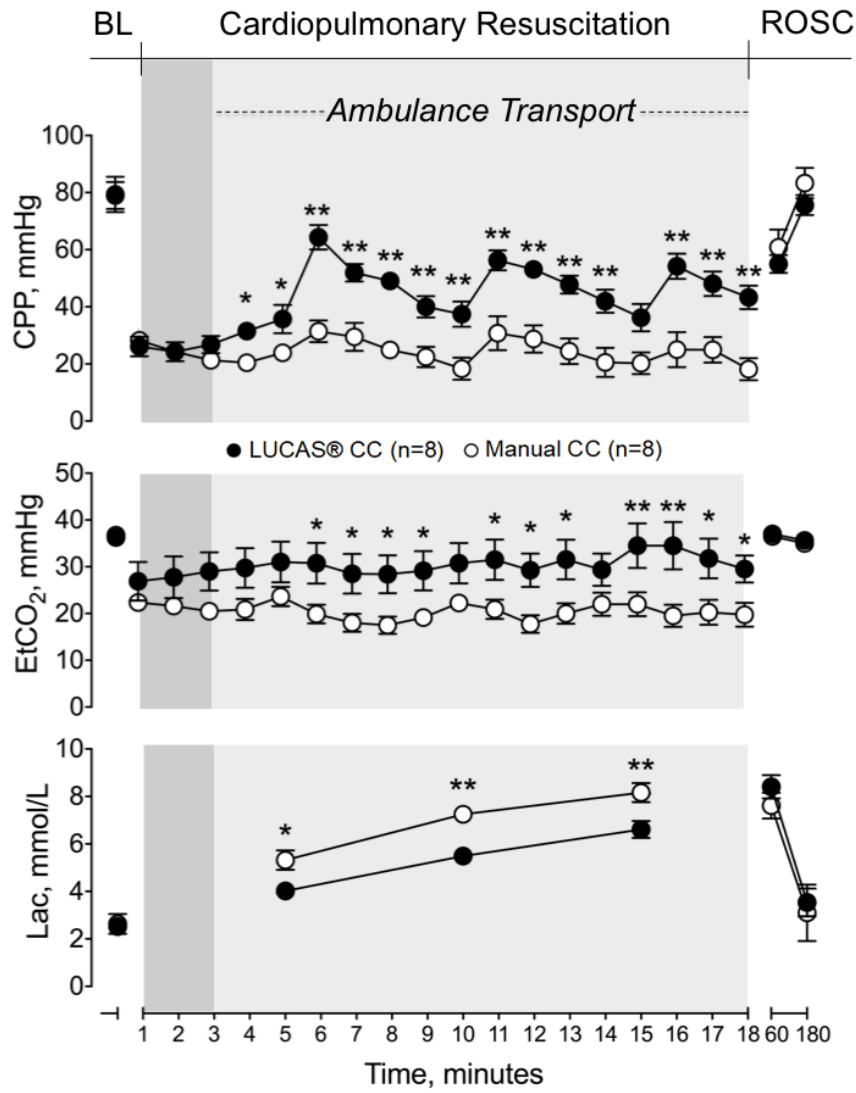 BL Cardiopulmonary Resuscitation ROSC
Ambulance Transport
CPP, mmHg
100
80
60
40
20
0
* * ** ** ** ** ** ** ** ** ** ** ** **
LUCAS® CC (n=8) Manual CC (n=8)
EtCO₂, mmHg
50
40
30
20
10
0
* * * * * * * ** ** * *
Lac, mmol/L
10
8
6
4
2
0
* ** **
1 2 3 4 5 6 7 8 9 10 11 12 13 14 15 16 17 18 60 180
Time, minutes